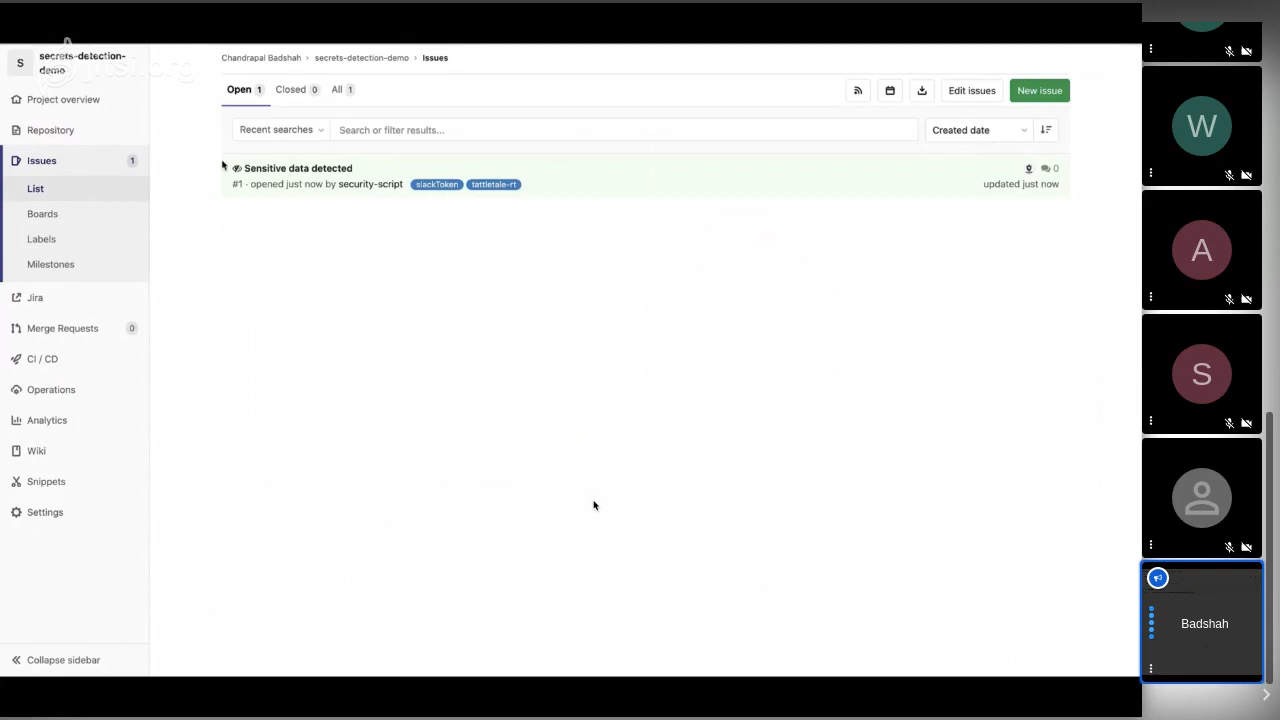 secrets-detection-
demo
jitsi.org
Chandrapal Badshah › secrets-detection-demo › Issues
Open 1 Closed 0 All 1
Edit issues New issue
Recent searches Search or filter results... Created date
Sensitive data detected 0
#1 · opened just now by security-script slackToken tattletale-rt updated just now
S
Project overview
Repository
Issues 1
List
Boards
Labels
Milestones
Jira
Merge Requests 0
CI / CD
Operations
Analytics
Wiki
Snippets
Settings
Collapse sidebar
W
A
S
Badshah